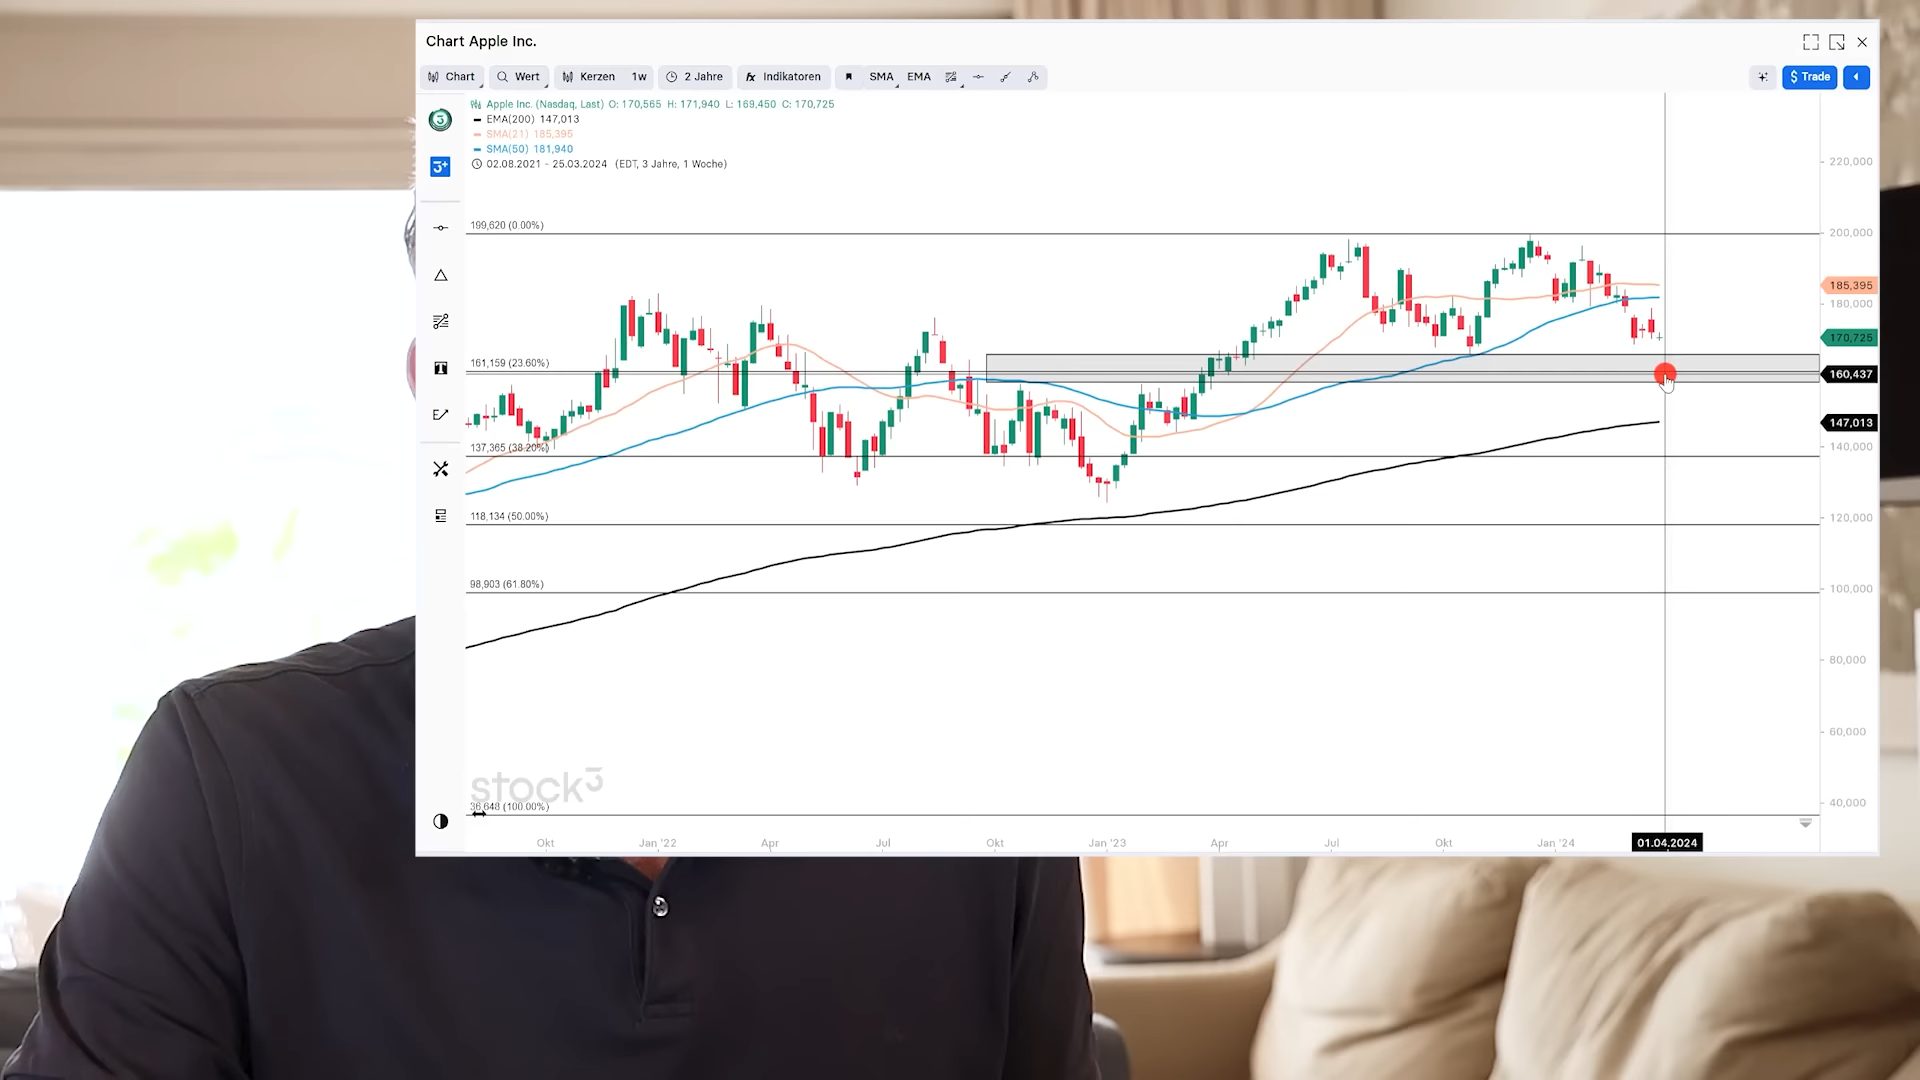 Chart Apple Inc.
Chart Wert Kerzen 1w 2 Jahre fx Indikatoren SMA EMA $ Trade
Apple Inc. (Nasdaq, Last) O: 170,565 H: 171,940 L: 169,450 C: 170,725
EMA(200) 147,013
SMA(21) 185,395
SMA(50) 181,940
02.08.2021 - 25.03.2024 (EDT, 3 Jahre, 1 Woche)
3
3+
T
E
220,000
199,620 (0.00%)
200,000
185,395
180,000
170,725
161,159 (23.60%)
160,437
147,013
137,365 (38.20%)
140,000
118,134 (50.00%)
120,000
98,903 (61.80%)
100,000
80,000
60,000
stock3
36,648 (100.00%)
40,000
Okt Jan '22 Apr Jul Okt Jan '23 Apr Jul Okt Jan '24 01.04.2024